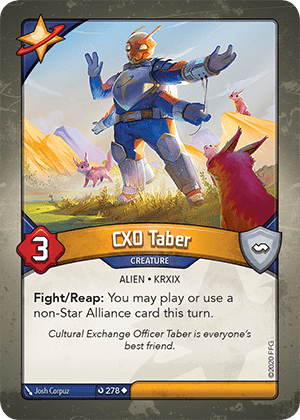 3
CXO Taber
CREATURE
ALIEN • KRXIX
Fight/Reap: You may play or use a
non-Star Alliance card this turn.
Cultural Exchange Officer Taber is everyone's
best friend.
Josh Corpuz
278
©2020 FFG